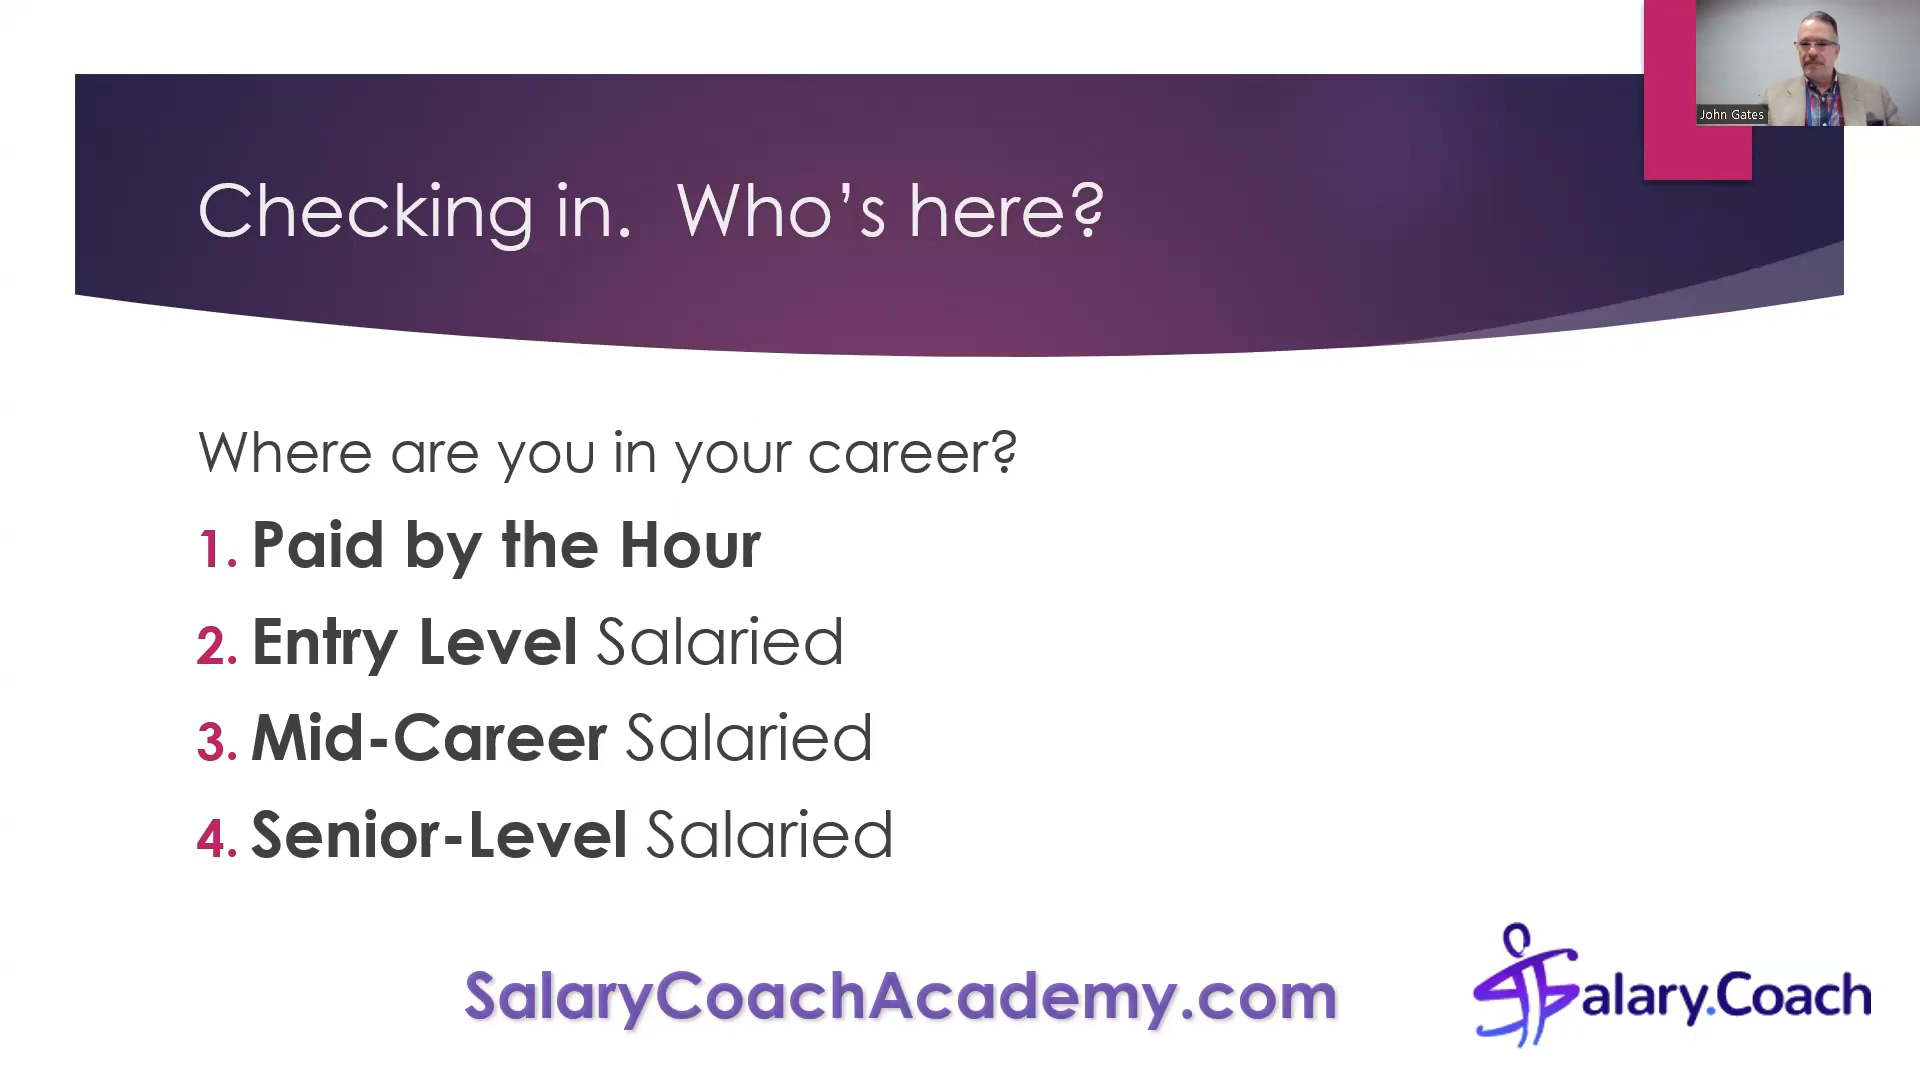 John Gates
Checking in.  Who’s here?
Where are you in your career?
1. Paid by the Hour
2. Entry Level Salaried
3. Mid-Career Salaried
4. Senior-Level Salaried
SalaryCoachAcademy.com
Salary.Coach